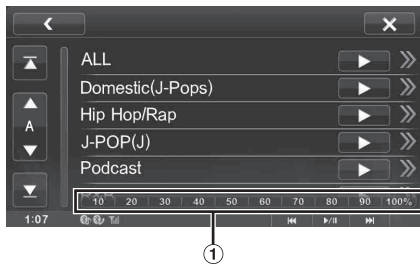 ALL
Domestic(J-Pops)
A
Hip Hop/Rap
J-POP(J)
Podcast
10 20 30 40 50 60 70 80 90 100%
1:07
1